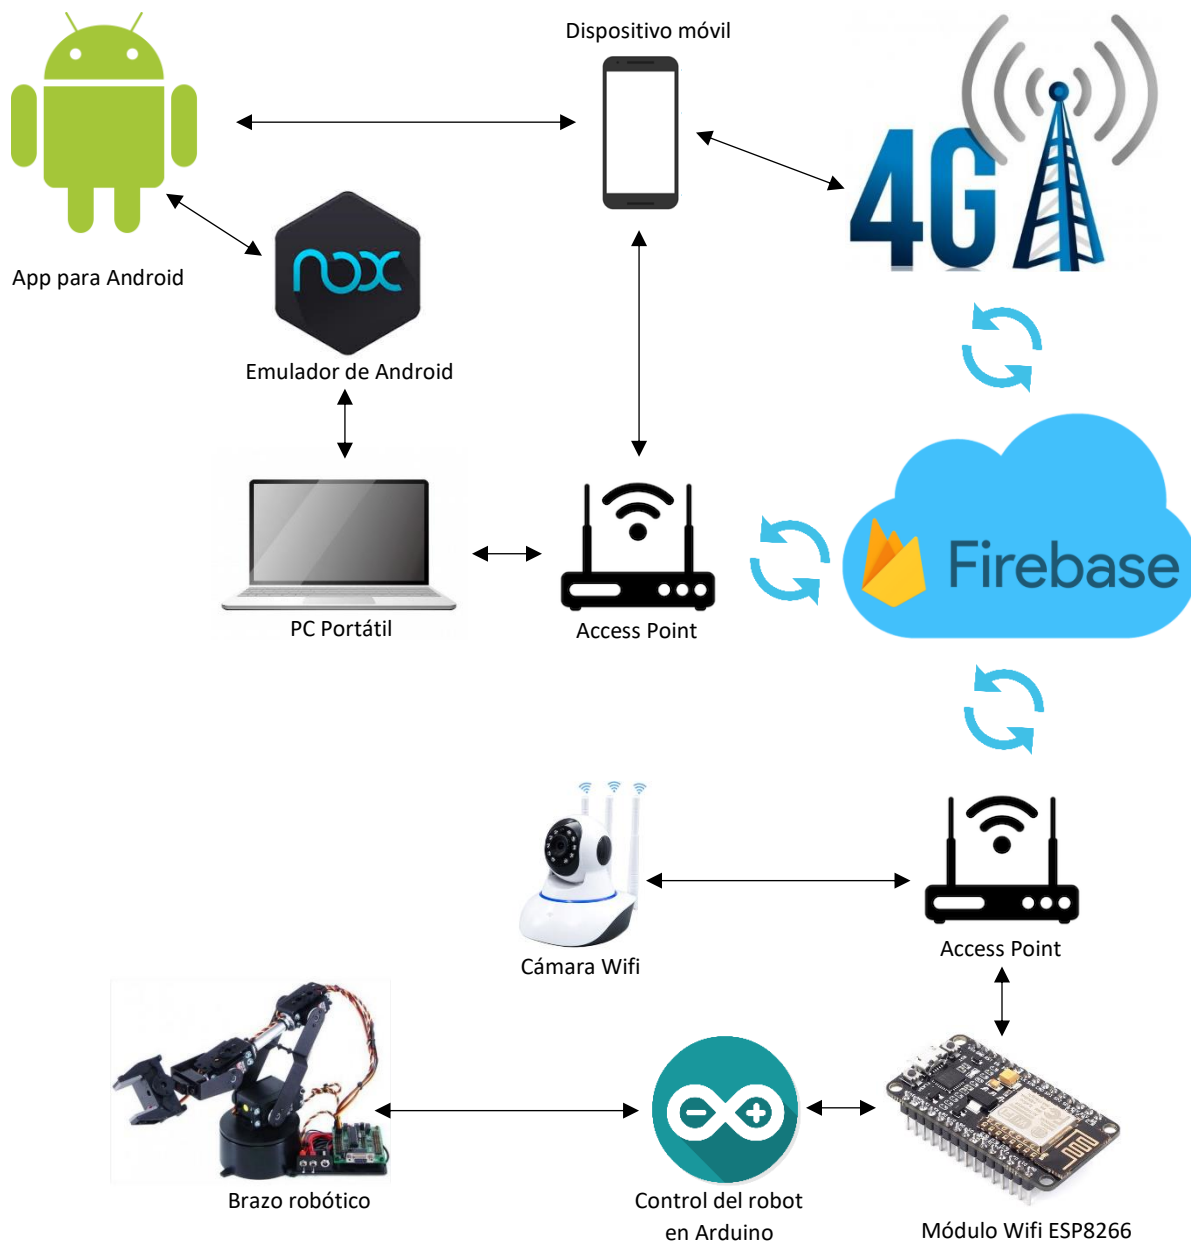 Dispositivo móvil
4G
App para Android
nox
Emulador de Android
Firebase
PC Portátil
Access Point
Cámara Wifi
Access Point
Brazo robótico
Control del robot
en Arduino
Módulo Wifi ESP8266